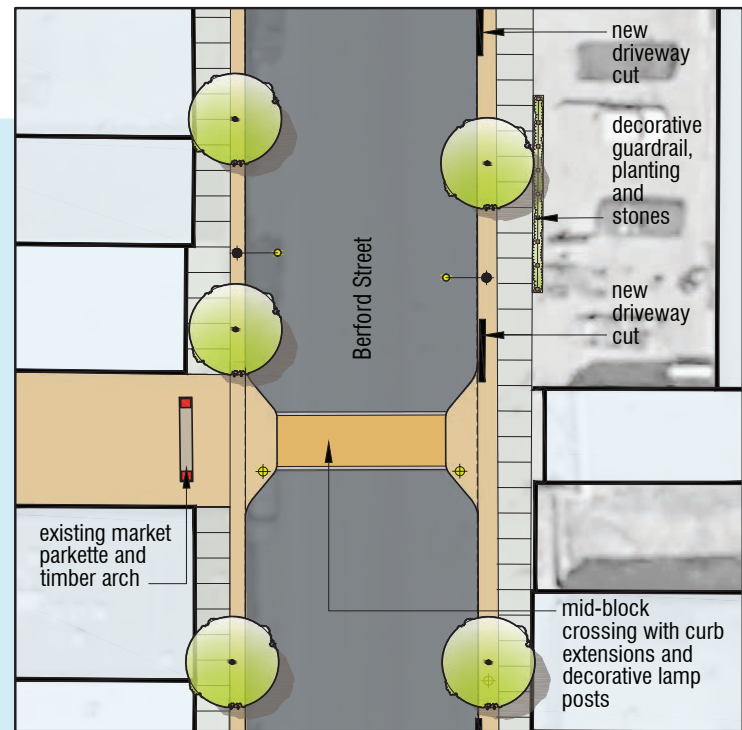 new
driveway
cut
decorative
guardrail,
planting
and
stones
Berford Street
new
driveway
cut
existing market
parkette and
timber arch
mid-block
crossing with curb
extensions and
decorative lamp
posts